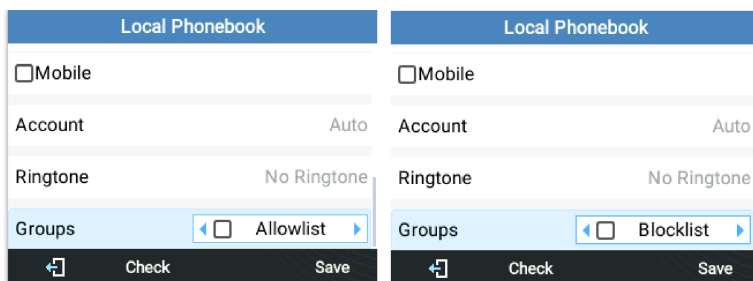 Local Phonebook
Mobile
Account Auto
Ringtone No Ringtone
Groups Allowlist
Check Save
Local Phonebook
Mobile
Account Auto
Ringtone No Ringtone
Groups Blocklist
Check Save